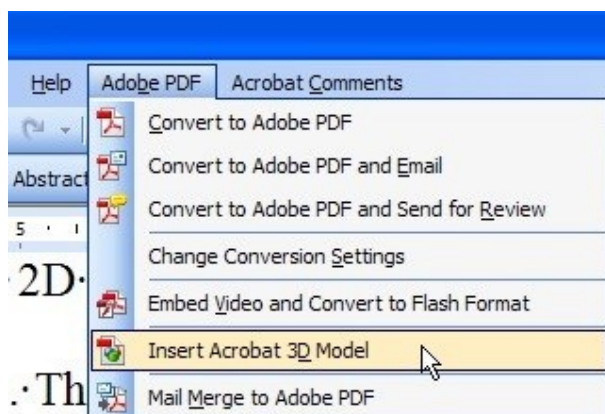 Help Adobe PDF Acrobat Comments
Convert to Adobe PDF
Abstract Convert to Adobe PDF and Email
Convert to Adobe PDF and Send for Review
5
Change Conversion Settings
2D·
Embed Video and Convert to Flash Format
Insert Acrobat 3D Model
.·Th Mail Merge to Adobe PDF